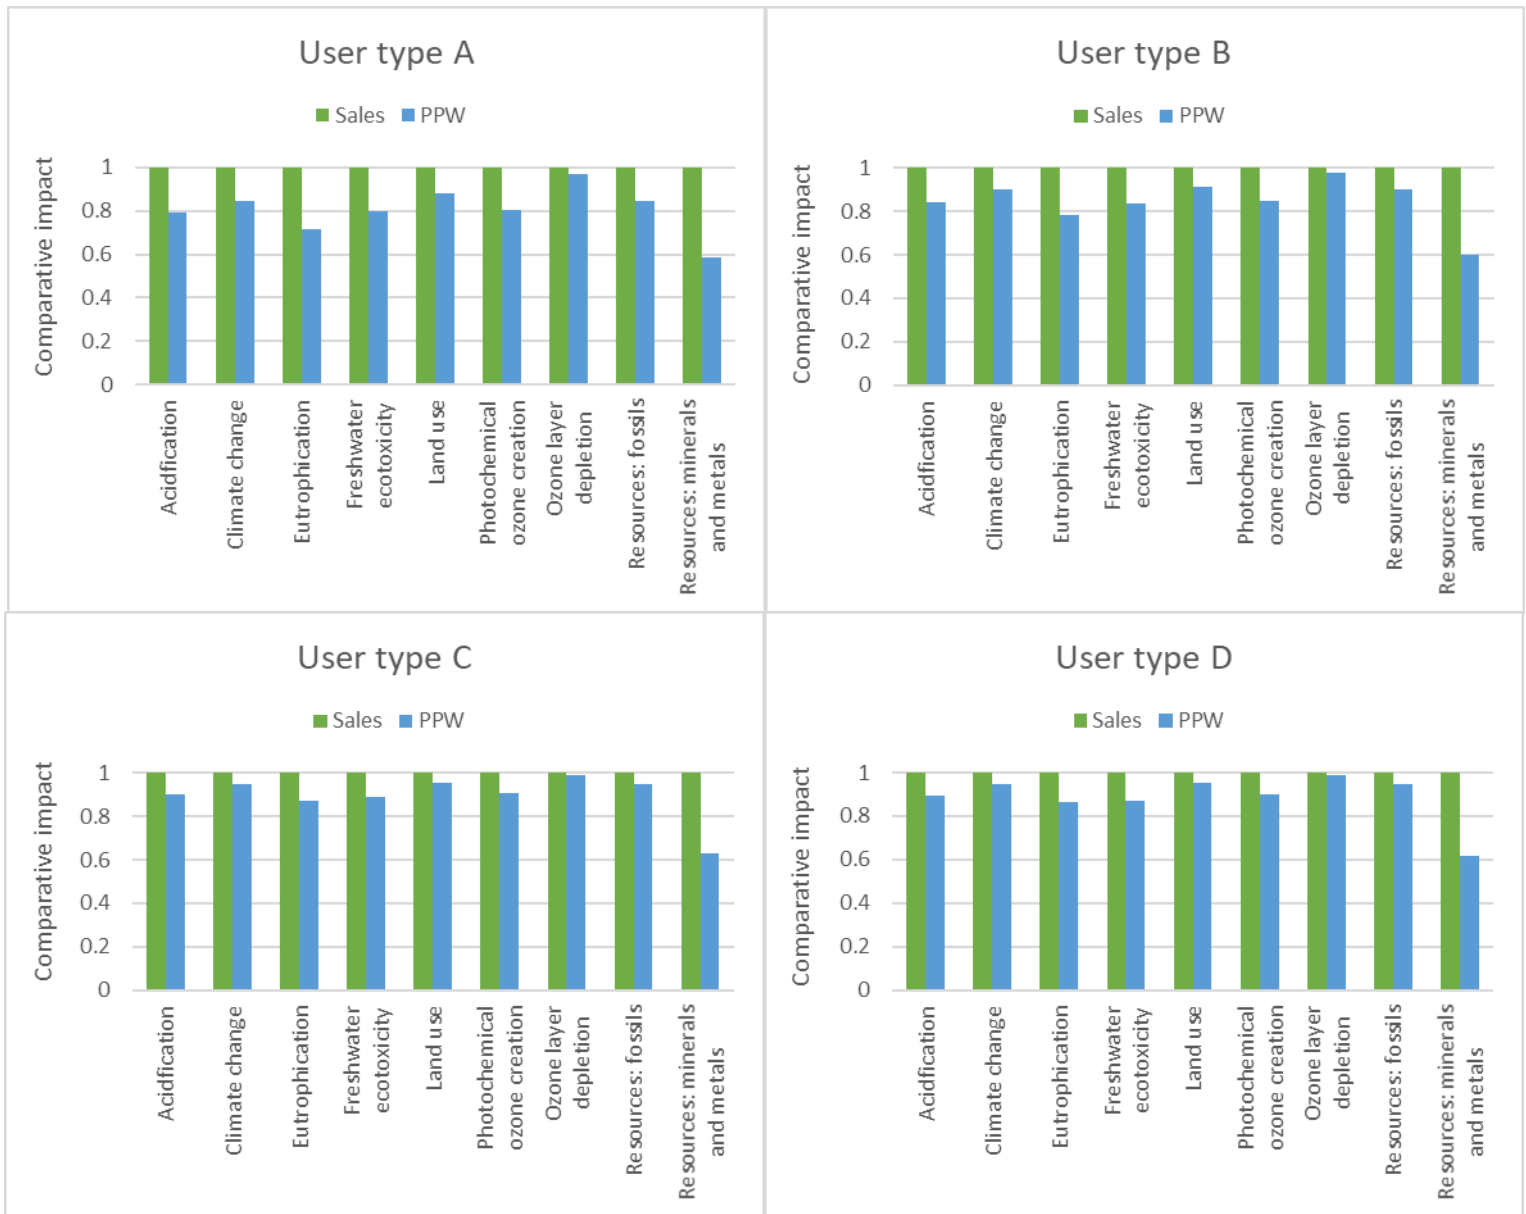 User type A
Sales PPW
Comparative impact
1
0.8
0.6
0.4
0.2
0
Acidfication
Climate change
Eutrophication
Freshwater
ecotoxicity
Land use
Photochemical
ozone creation
Ozone layer
depletion
Resources: fossils
Resources: minerals
and metals
User type B
Sales PPW
Comparative impact
1
0.8
0.6
0.4
0.2
0
Acidfication
Climate change
Eutrophication
Freshwater
ecotoxicity
Land use
Photochemical
ozone creation
Ozone layer
depletion
Resources: fossils
Resources: minerals
and metals
User type C
Sales PPW
Comparative impact
1
0.8
0.6
0.4
0.2
0
Acidfication
Climate change
Eutrophication
Freshwater
ecotoxicity
Land use
Photochemical
ozone creation
Ozone layer
depletion
Resources: fossils
Resources: minerals
and metals
User type D
Sales PPW
Comparative impact
1
0.8
0.6
0.4
0.2
0
Acidfication
Climate change
Eutrophication
Freshwater
ecotoxicity
Land use
Photochemical
ozone creation
Ozone layer
depletion
Resources: fossils
Resources: minerals
and metals